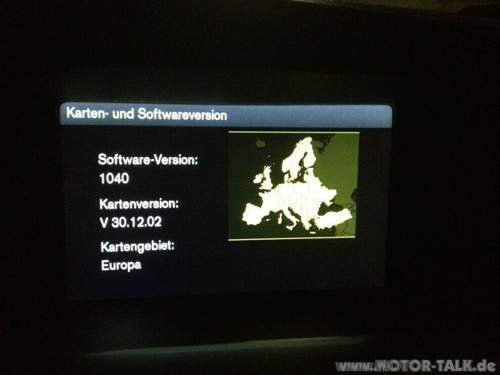 Karten- und Softwareversion
Software-Version:
1040
Kartenversion:
V 30.12.02
Kartengebiet:
Europa
www.MOTOR-TALK.de